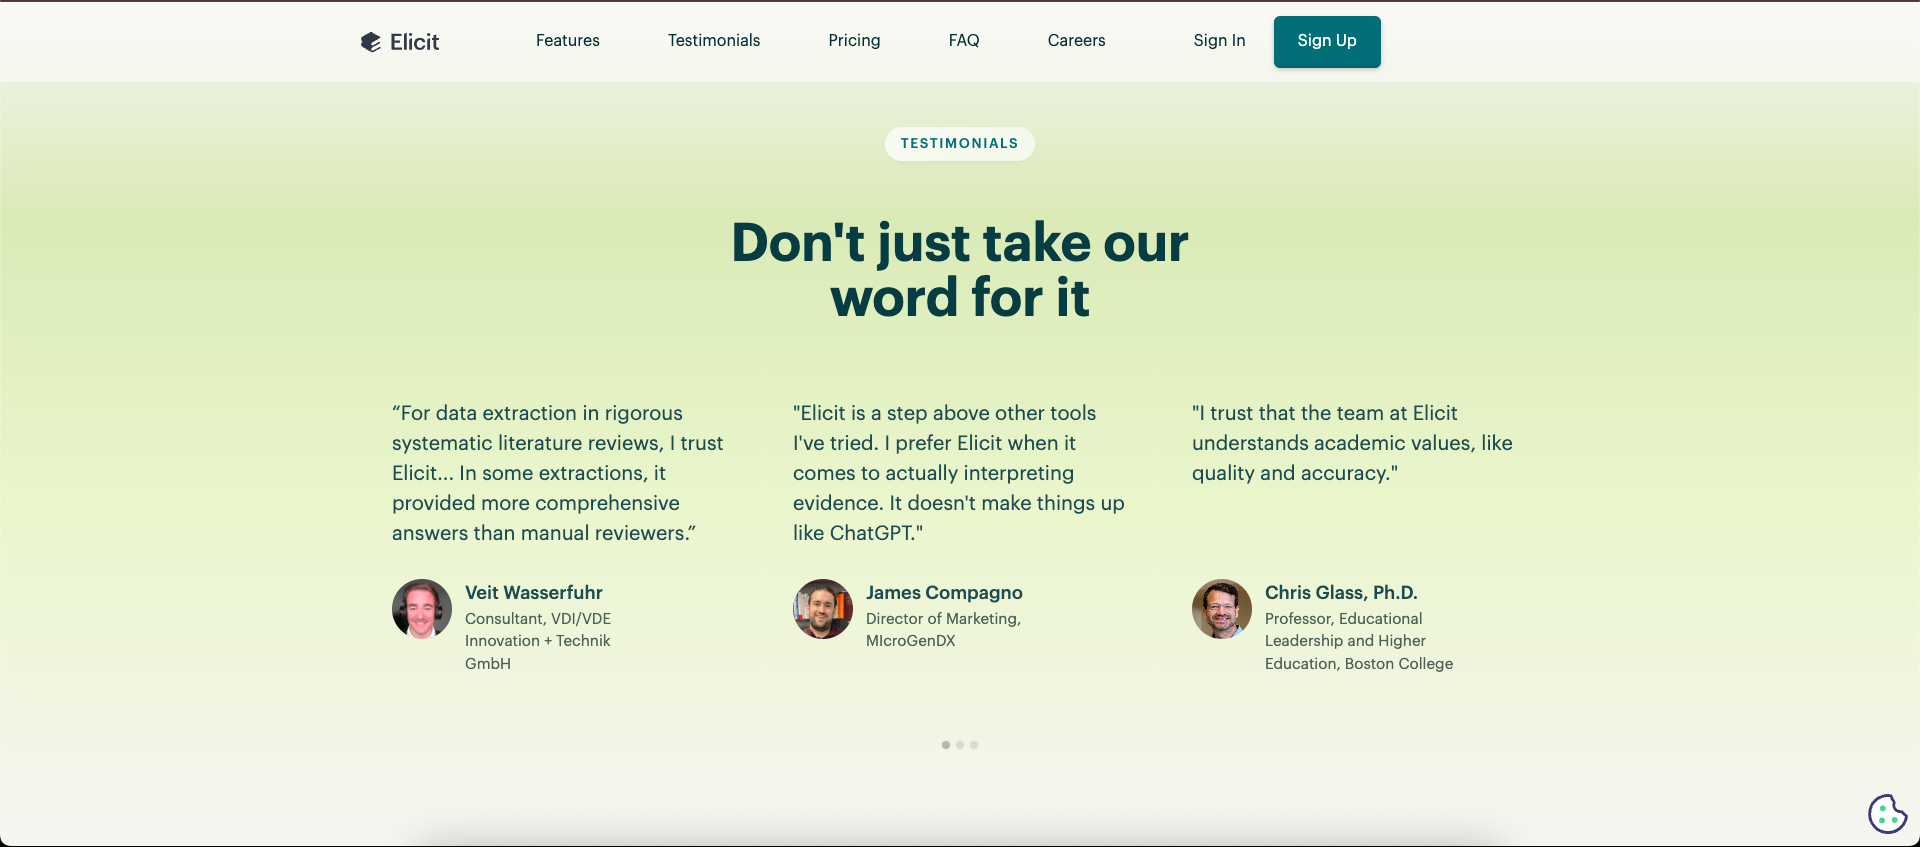 Elicit
Features
Testimonials
Pricing
FAQ
Careers
Sign In
Sign Up
TESTIMONIALS
Don't just take our
word for it
“For data extraction in rigorous
systematic literature reviews, I trust
Elicit... In some extractions, it
provided more comprehensive
answers than manual reviewers.”
Veit Wasserfuhr
Consultant, VDI/VDE
Innovation + Technik
GmbH
"Elicit is a step above other tools
I've tried. I prefer Elicit when it
comes to actually interpreting
evidence. It doesn't make things up
like ChatGPT."
James Compagno
Director of Marketing,
MIcroGenDX
"I trust that the team at Elicit
understands academic values, like
quality and accuracy."
Chris Glass, Ph.D.
Professor, Educational
Leadership and Higher
Education, Boston College